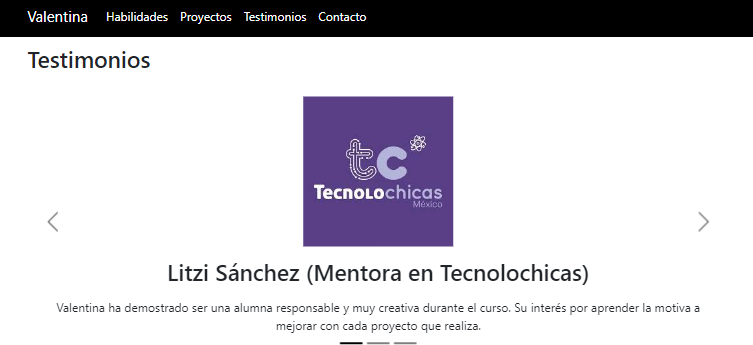 Valentina Habilidades Proyectos Testimonios Contacto
Testimonios
tc
Tecnolochicas
México
Litzi Sánchez (Mentora en Tecnolochicas)
Valentina ha demostrado ser una alumna responsable y muy creativa durante el curso. Su interés por aprender la motiva a
mejorar con cada proyecto que realiza.